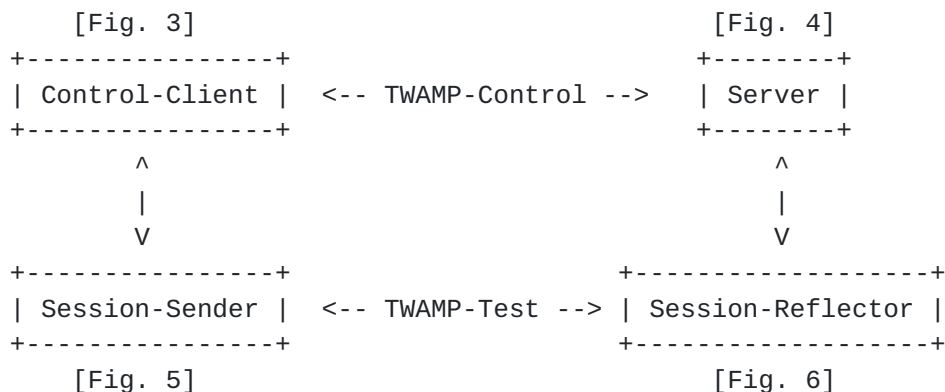 [Fig. 3] [Fig. 4]
+----------------+ +--------+
| Control-Client | <-- TWAMP-Control --> | Server |
+----------------+ +--------+
^ ^
| |
V V
+----------------+ +-------------------+
| Session-Sender | <-- TWAMP-Test --> | Session-Reflector |
+----------------+ +-------------------+
[Fig. 5] [Fig. 6]